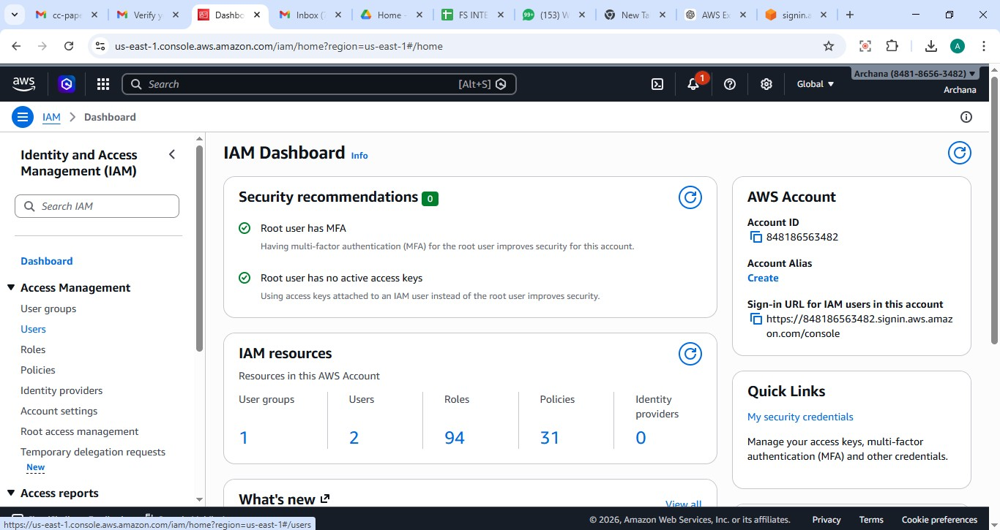 cc-pape
Verify y
Dashbo
Inbox (
Home -
FS INTE
(153) W
New Ta
AWS Ex
signin.a
us-east-1.console.aws.amazon.com/iam/home?region=us-east-1#/home
A
aws
Search
[Alt+S]
1
Global
Archana (8481-8656-3482)
Archana
IAM
Dashboard
Identity and Access
Management (IAM)
Search IAM
Dashboard
Access Management
User groups
Users
Roles
Policies
Identity providers
Account settings
Root access management
Temporary delegation requests
New
Access reports
IAM Dashboard Info
Security recommendations 0
Root user has MFA
Having multi-factor authentication (MFA) for the root user improves security for this account.
Root user has no active access keys
Using access keys attached to an IAM user instead of the root user improves security.
IAM resources
Resources in this AWS Account
User groups
Users
Roles
Policies
Identity
providers
1
2
94
31
0
What's new
View all
AWS Account
Account ID
848186563482
Account Alias
Create
Sign-in URL for IAM users in this account
https://848186563482.signin.aws.amaz
on.com/console
Quick Links
My security credentials
Manage your access keys, multi-factor
authentication (MFA) and other credentials.
https://us-east-1.console.aws.amazon.com/iam/home?region=us-east-1#/users
© 2026, Amazon Web Services, Inc. or its affiliates.
Privacy
Terms
Cookie preferences